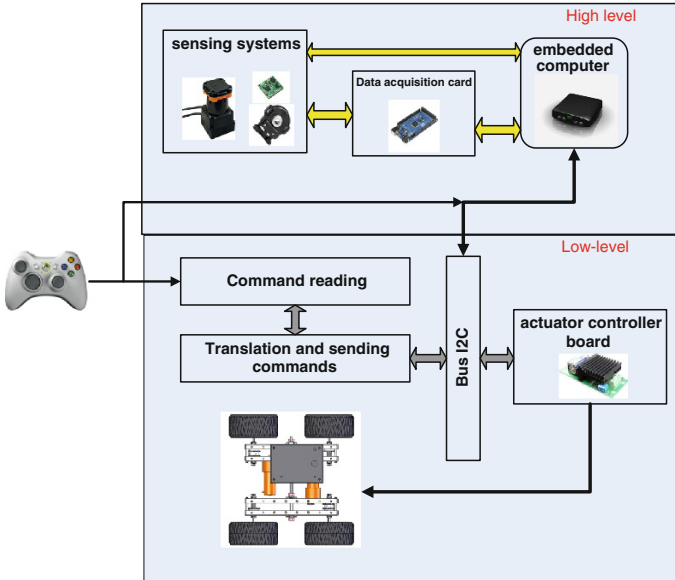 High level
sensing systems
embedded
computer
Data acquisition card
Low-level
Command reading
Translation and sending
commands
Bus I2C
actuator controller
board